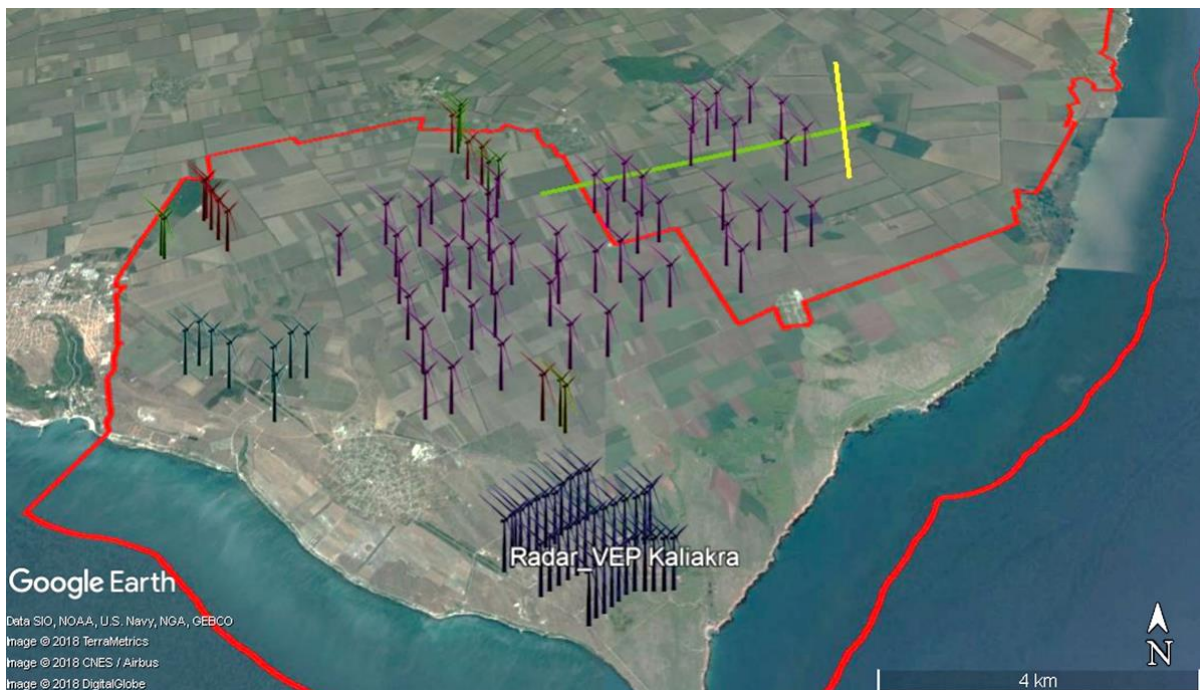 Radar_VEP Kaliakra
Google Earth
Data SIO, NOAA, U.S. Navy, NGA, GEBCO
Image © 2018 TerraMetrics
Image © 2018 CNES / Airbus
Image © 2018 DigitalGlobe
N
4 km